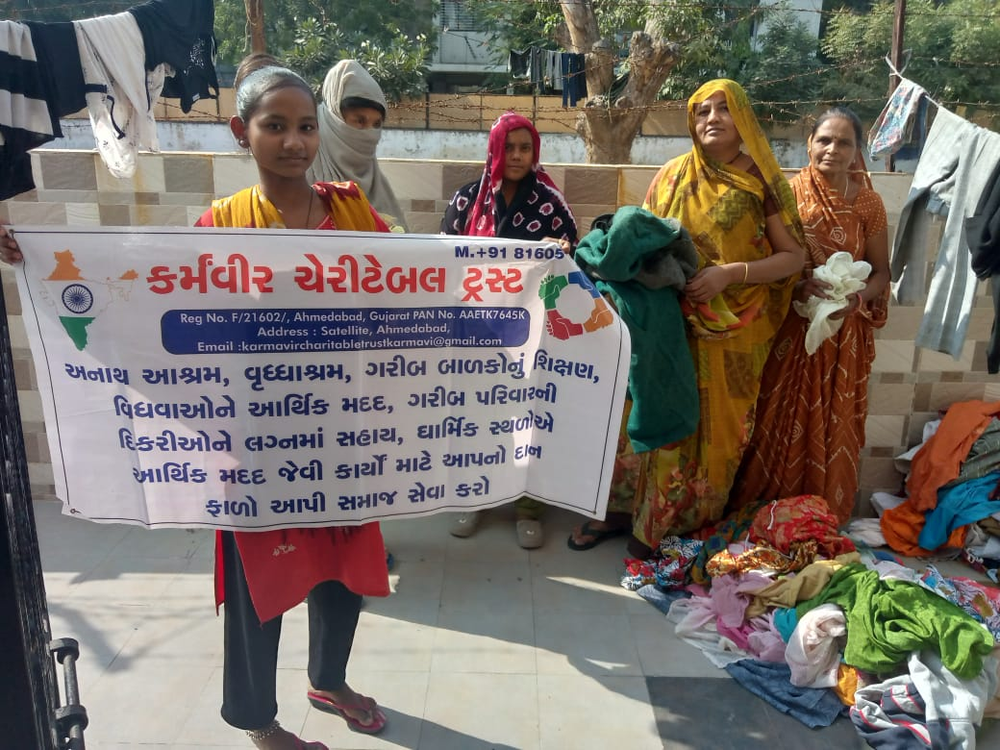 M.+91 81605
કર્મવીર ચેરીટેબલ ટ્રસ્ટ
Reg No. F/21602/, Ahmedabad, Gujarat PAN No. AAETK7645K
Address : Satellite, Ahmedabad,
Email :karmavircharitabletrustkarmavi@gmail.com
અનાથ આશ્રમ, વૃધ્ધાશ્રમ, ગરીબ બાળકોનું શિક્ષણ,
વિધવાઓને આર્થિક મદદ, ગરીબ પરિવારની
દિકરીઓને લગ્નમાં સહાય, ધાર્મિક સ્થળોએ
આર્થિક મદદ જેવી કાર્યો માટે આપનો દાન
ફાળો આપી સમાજ સેવા કરો